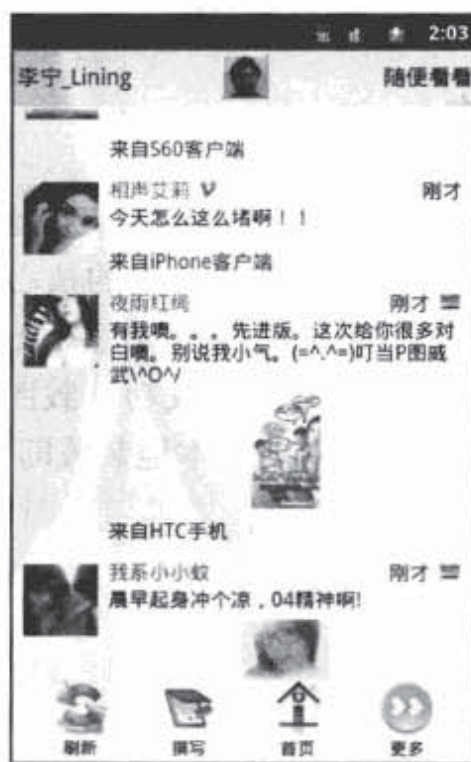 2:03
李宁_Lining
随便看看
来自S60客户端
相声艾莉
刚才
今天怎么这么堵啊！！
来自iPhone客户端
夜雨红绳
刚才
有我噢。。。先进版。这次给你很多对
白噢。别说我小气。(=^.^=)叮当P图威
武\^O^/
来自HTC手机
我系小小蚁
刚才
晨早起身冲个凉，04精神啊!
刷新
撰写
首页
更多